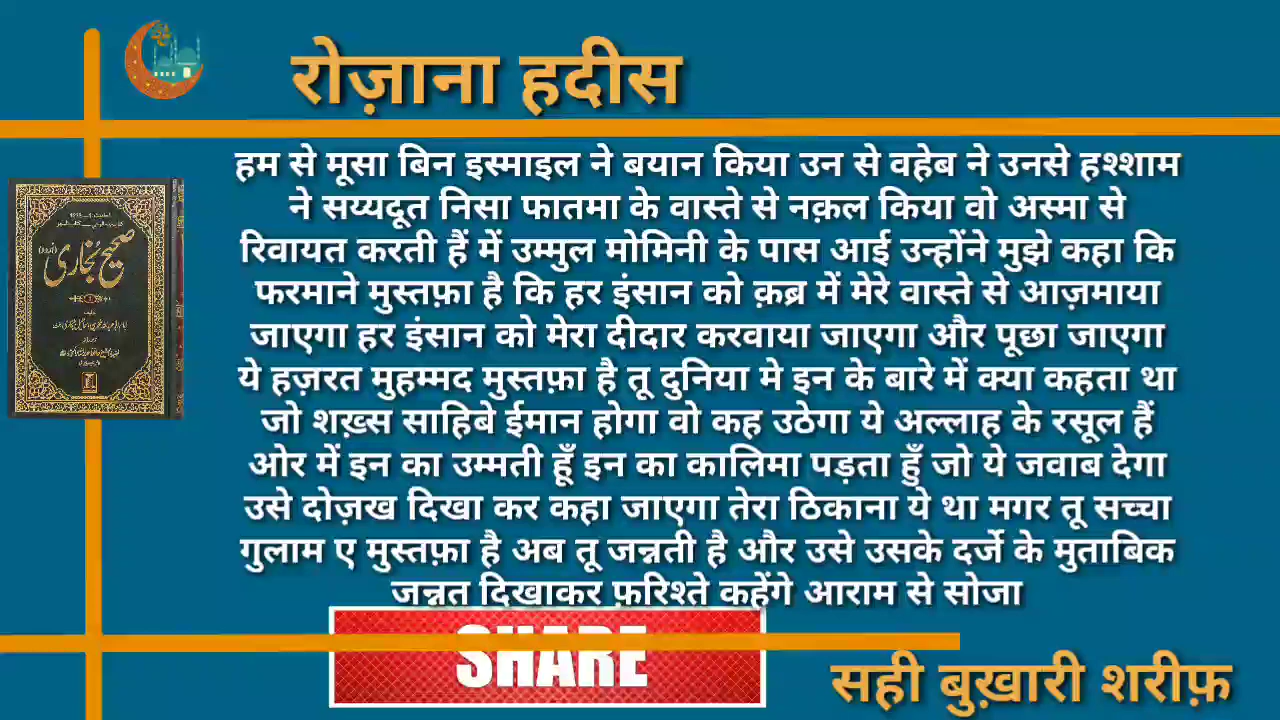 रोज़ाना हदीस
हम से मूसा बिन इस्माइल ने बयान किया उन से वहेब ने उनसे हश्शाम
ने सय्यदूत निसा फातमा के वास्ते से नक़ल किया वो अस्मा से
रिवायत करती हैं में उम्मुल मोमिनी के पास आई उन्होंने मुझे कहा कि
फरमाने मुस्तफ़ा है कि हर इंसान को क़ब्र में मेरे वास्ते से आज़माया
जाएगा हर इंसान को मेरा दीदार करवाया जाएगा और पूछा जाएगा
ये हज़रत मुहम्मद मुस्तफ़ा है तू दुनिया मे इन के बारे में क्या कहता था
जो शख़्स साहिबे ईमान होगा वो कह उठेगा ये अल्लाह के रसूल हैं
ओर में इन का उम्मती हूँ इन का कालिमा पड़ता हुँ जो ये जवाब देगा
उसे दोज़ख दिखा कर कहा जाएगा तेरा ठिकाना ये था मगर तू सच्चा
गुलाम ए मुस्तफ़ा है अब तू जन्नती है और उसे उसके दर्जे के मुताबिक
जन्नत दिखाकर फ़रिश्ते कहेंगे आराम से सोजा
صحیح بُخاری (اُردو)
SHARE
सही बुख़ारी शरीफ़